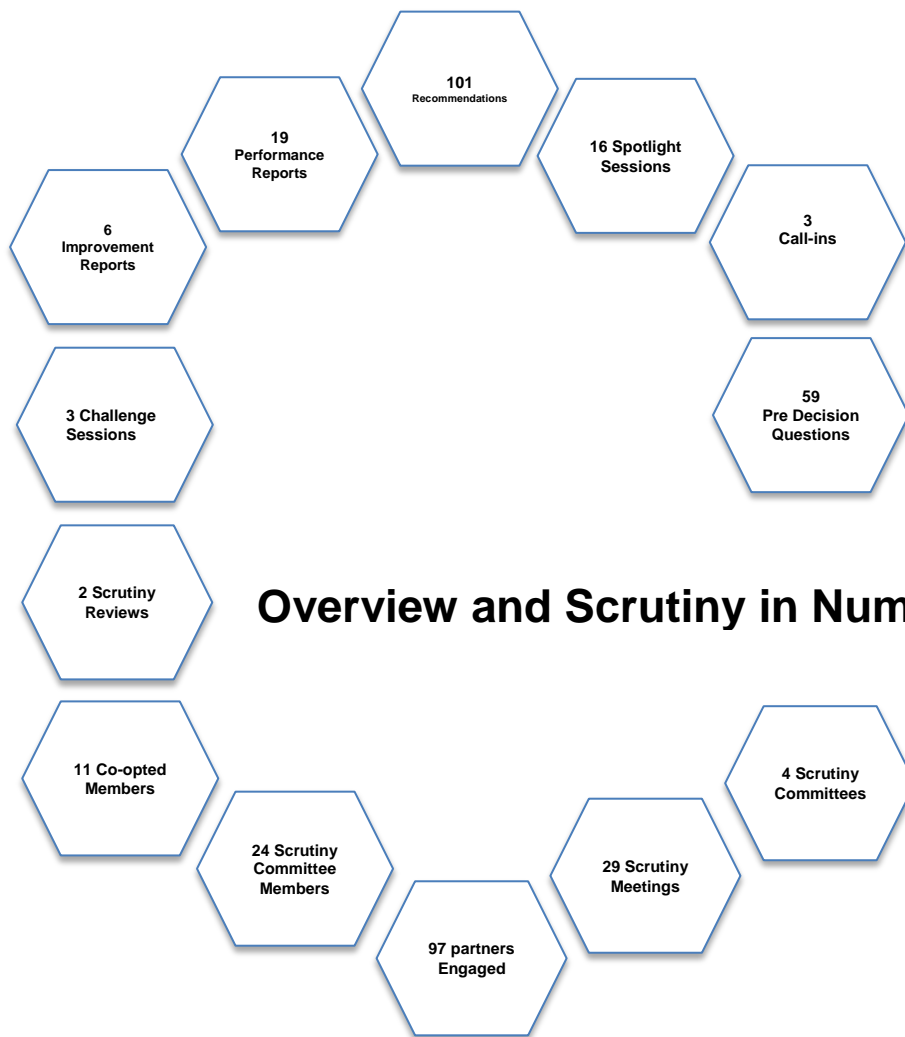 101
Recommendations
19
Performance
Reports
16 Spotlight
Sessions
6
Improvement
Reports
3
Call-ins
3 Challenge
Sessions
59
Pre Decision
Questions
2 Scrutiny
Reviews
Overview and Scrutiny in Num
11 Co-opted
Members
4 Scrutiny
Committees
24 Scrutiny
Committee
Members
29 Scrutiny
Meetings
97 partners
Engaged